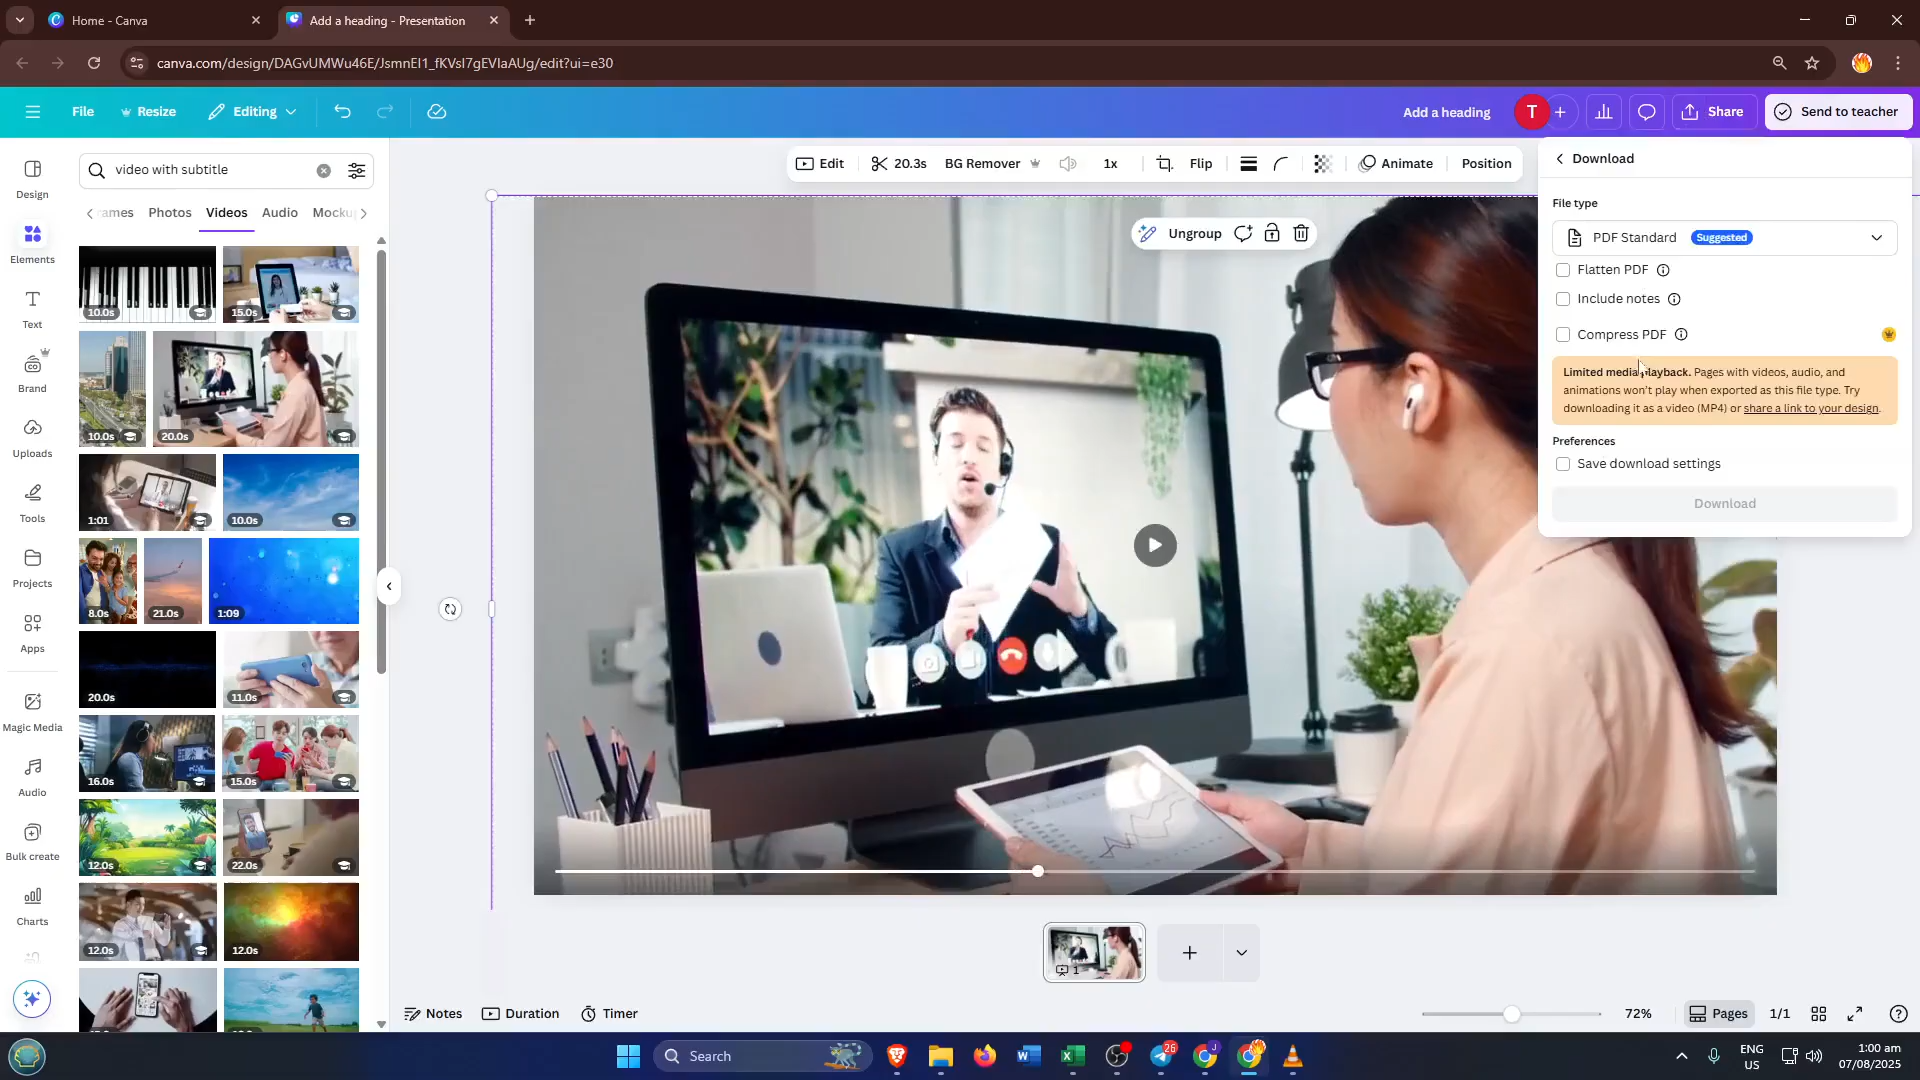 Home - Canva
Add a heading - Presentation
canva.com/design/DAGvUMWu46E/JsmnEI1_fKVsI7gEVIaAUg/edit?ui=e30
File
Resize
Editing
Add a heading
T
Share
Send to teacher
video with subtitle
Edit
20.3s
BG Remover
1x
Flip
Animate
Position
Download
Design
Elements
Text
Brand
Uploads
Tools
Projects
Apps
Magic Media
Audio
Bulk create
Charts
Photos
Videos
Audio
10.0s
15.0s
10.0s
20.0s
1:01
10.0s
8.0s
21.0s
1:09
20.0s
11.0s
16.0s
15.0s
12.0s
22.0s
12.0s
12.0s
Ungroup
File type
PDF Standard
Suggested
Flatten PDF
Include notes
Compress PDF
Limited media playback. Pages with videos, audio, and
animations won't play when exported as this file type. Try
downloading it as a video (MP4) or share a link to your design.
Preferences
Save download settings
Download
1
Notes
Duration
Timer
72%
Pages
1/1
Search
26
ENG
US
1:00 am
07/08/2025